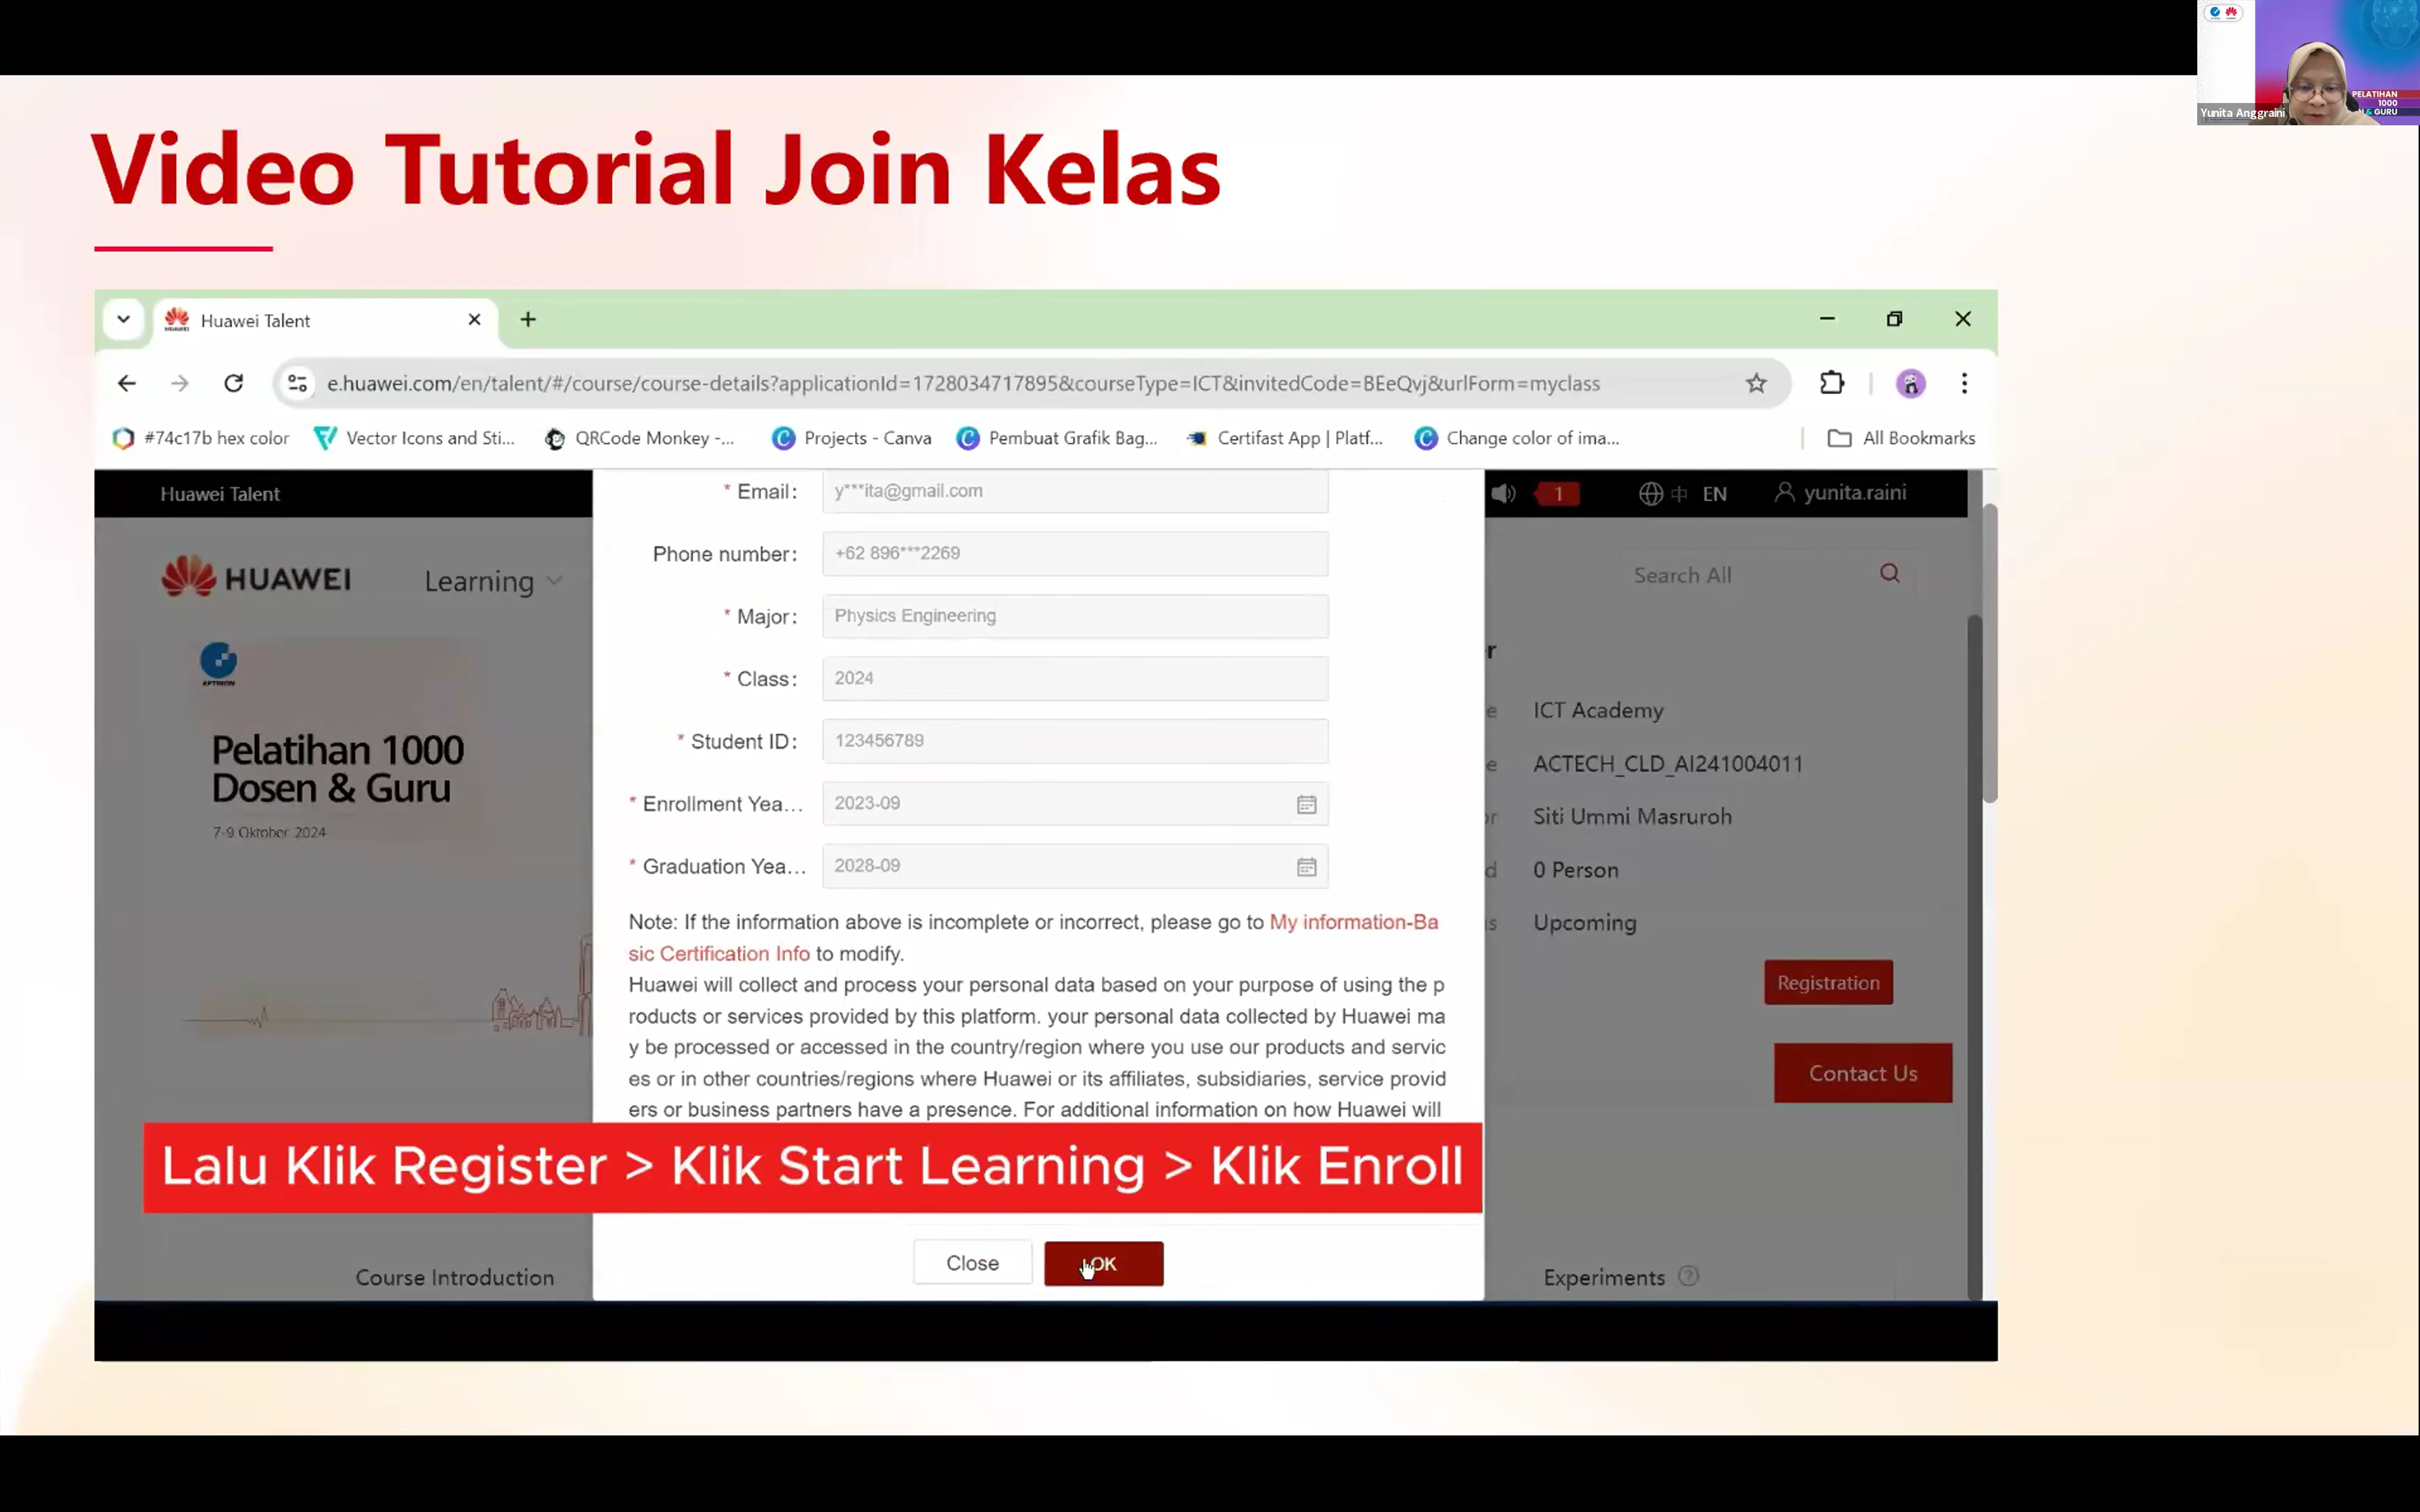 Video Tutorial Join Kelas
Yunita Anggraini
PELATIHAN
1000
& GURU
Huawei Talent
e.huawei.com/en/talent/#/course/course-details?applicationId=1728034717895&courseType=ICT&invitedCode=BEeQvj&urlForm=myclass
#74c17b hex color
Vector Icons and Sti...
QRCode Monkey -...
Projects - Canva
Pembuat Grafik Bag...
Certifast App | Platf...
Change color of ima...
All Bookmarks
Huawei Talent
1
中 EN
yunita.raini
HUAWEI
Learning
Search All
APTIKOM
Pelatihan 1000
Dosen & Guru
7-9 Oktober 2024
* Email: y***ita@gmail.com
Phone number: +62 896***2269
* Major: Physics Engineering
* Class: 2024
* Student ID: 123456789
* Enrollment Yea... 2023-09
* Graduation Yea... 2028-09
Note: If the information above is incomplete or incorrect, please go to My information-Ba
sic Certification Info to modify.
Huawei will collect and process your personal data based on your purpose of using the p
roducts or services provided by this platform. your personal data collected by Huawei ma
y be processed or accessed in the country/region where you use our products and servic
es or in other countries/regions where Huawei or its affiliates, subsidiaries, service provid
ers or business partners have a presence. For additional information on how Huawei will
r
e ICT Academy
e ACTECH_CLD_AI241004011
or Siti Ummi Masruroh
d 0 Person
s Upcoming
Registration
Contact Us
Lalu Klik Register > Klik Start Learning > Klik Enroll
Close
OK
Course Introduction
Experiments